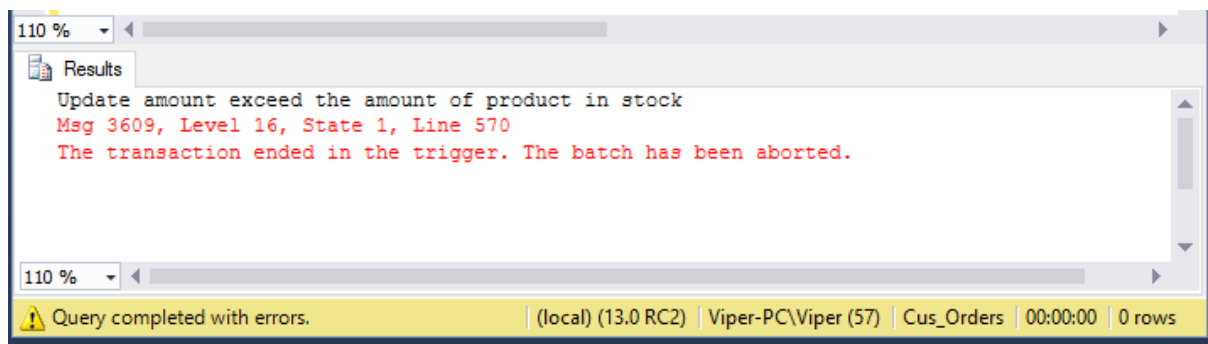 110 %
Results
Update amount exceed the amount of product in stock
Msg 3609, Level 16, State 1, Line 570
The transaction ended in the trigger. The batch has been aborted.
110 %
Query completed with errors. (local) (13.0 RC2) Viper-PC\Viper (57) Cus_Orders 00:00:00 0 rows